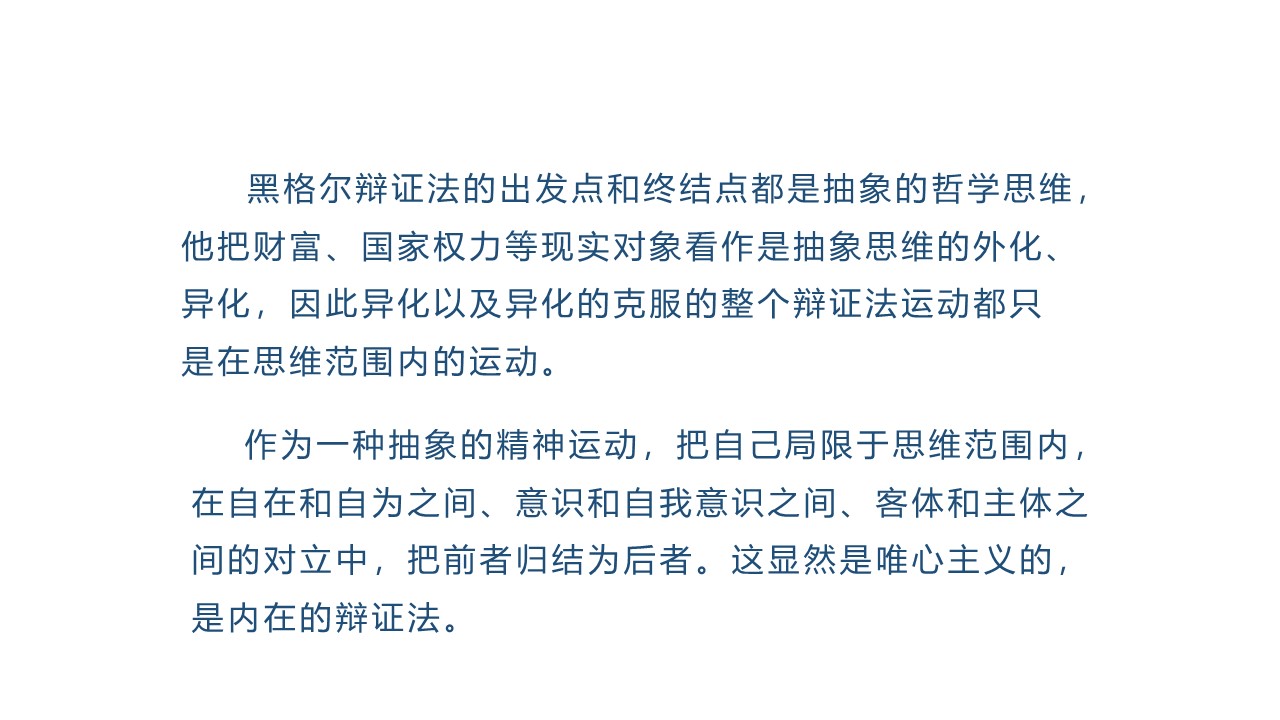 黑格尔辩证法的出发点和终结点都是抽象的哲学思维，
他把财富、国家权力等现实对象看作是抽象思维的外化、
异化，因此异化以及异化的克服的整个辩证法运动都只
是在思维范围内的运动。
作为一种抽象的精神运动，把自己局限于思维范围内，
在自在和自为之间、意识和自我意识之间、客体和主体之
间的对立中，把前者归结为后者。这显然是唯心主义的，
是内在的辩证法。